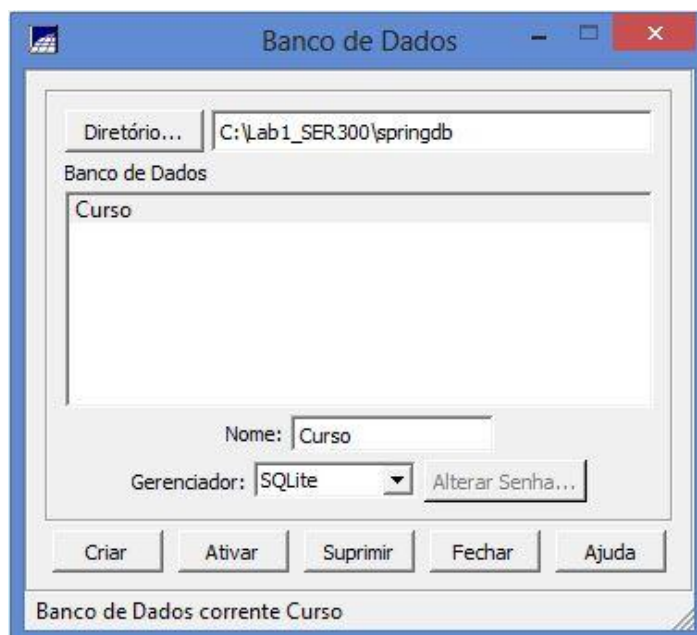 Banco de Dados
Diretório... C:\Lab1_SER300\springdb
Banco de Dados
Curso
Nome: Curso
Gerenciador: SQLite Alterar Senha...
Criar Ativar Suprimir Fechar Ajuda
Banco de Dados corrente Curso